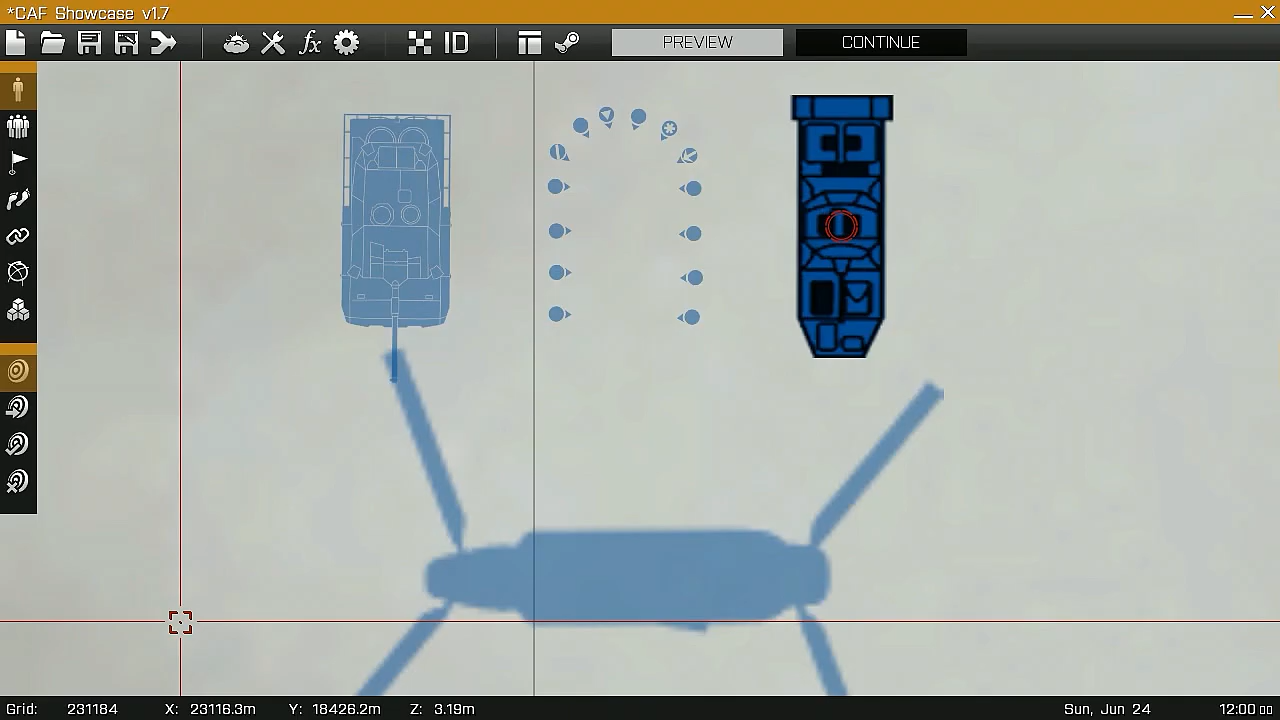 *CAF Showcase v1.7
fx ID PREVIEW CONTINUE
Grid: 231184 X: 23116.3m Y: 18426.2m Z: 3.19m Sun, Jun 24 12:00 00